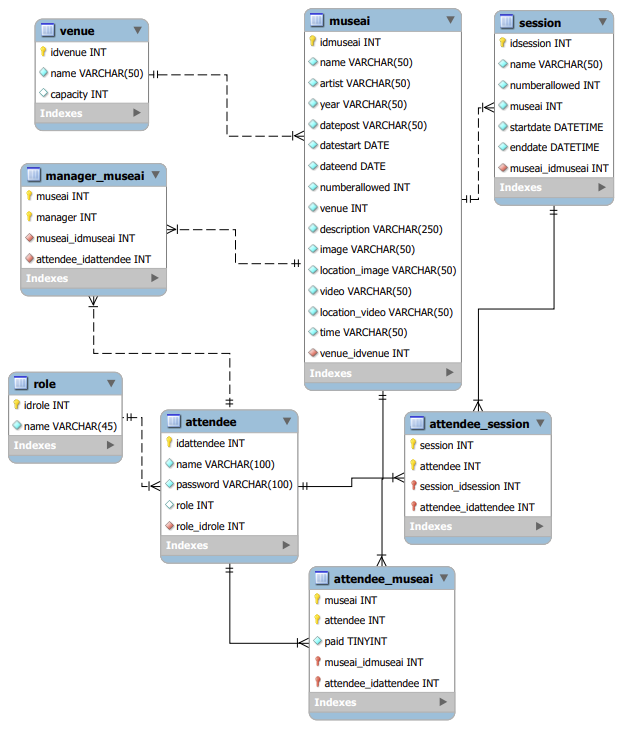 venue
idvenue INT
name VARCHAR(50)
capacity INT
Indexes
museai
idmuseai INT
name VARCHAR(50)
artist VARCHAR(50)
year VARCHAR(50)
datepost VARCHAR(50)
datestart DATE
dateend DATE
numberallowed INT
venue INT
description VARCHAR(250)
image VARCHAR(50)
location_image VARCHAR(50)
video VARCHAR(50)
location_video VARCHAR(50)
time VARCHAR(50)
venue_idvenue INT
Indexes
session
idsession INT
name VARCHAR(50)
numberallowed INT
museai INT
startdate DATETIME
enddate DATETIME
museai_idmuseai INT
Indexes
manager_museai
museai INT
manager INT
museai_idmuseai INT
attendee_idattendee INT
Indexes
role
idrole INT
name VARCHAR(45)
Indexes
attendee
idattendee INT
name VARCHAR(100)
password VARCHAR(100)
role INT
role_idrole INT
Indexes
attendee_session
session INT
attendee INT
session_idsession INT
attendee_idattendee INT
Indexes
attendee_museai
museai INT
attendee INT
paid TINYINT
museai_idmuseai INT
attendee_idattendee INT
Indexes